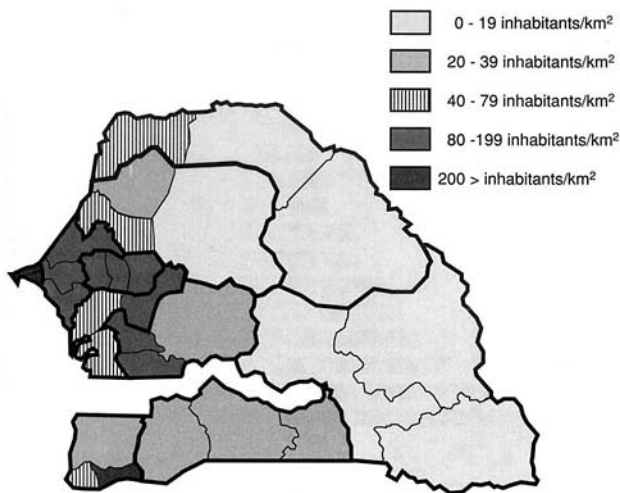 0 - 19 inhabitants/km²
20 - 39 inhabitants/km²
40 - 79 inhabitants/km²
80 -199 inhabitants/km²
200 > inhabitants/km²